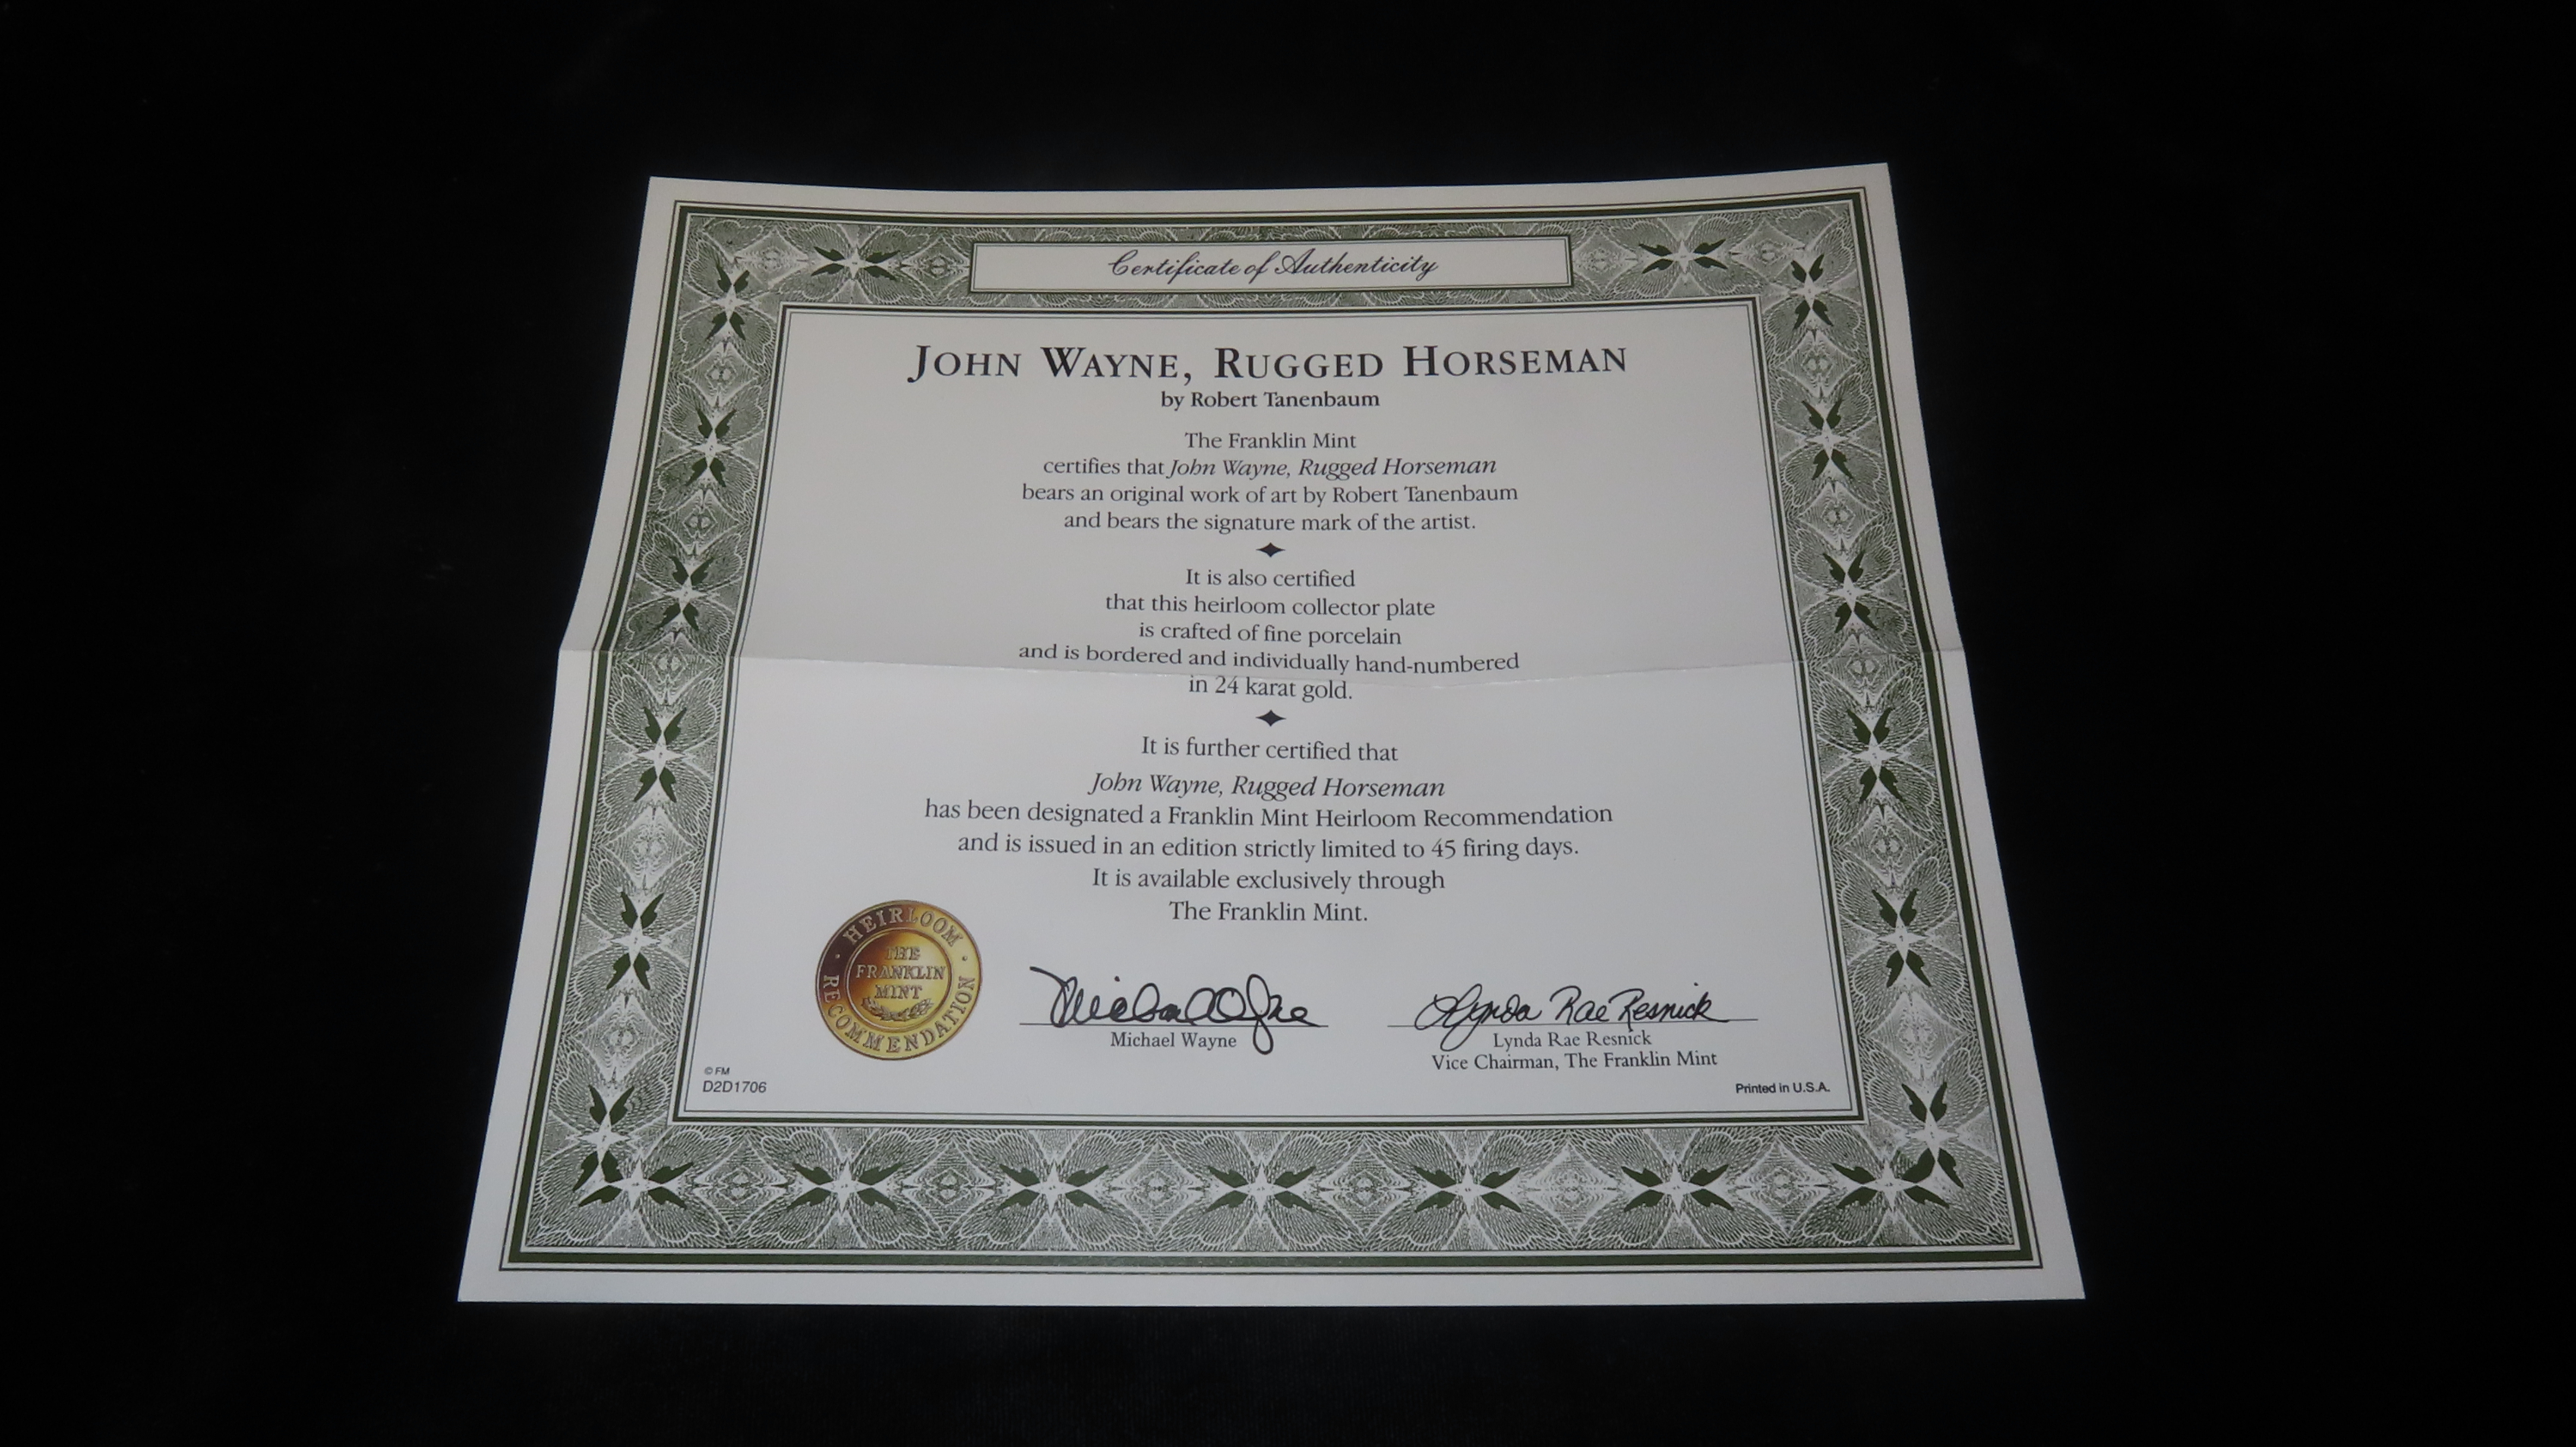 Certificate of Authenticity
JOHN WAYNE, RUGGED HORSEMAN
by Robert Tanenbaum
The Franklin Mint
certifies that John Wayne, Rugged Horseman
bears an original work of art by Robert Tanenbaum
and bears the signature mark of the artist.
It is also certified
that this heirloom collector plate
is crafted of fine porcelain
and is bordered and individually hand-numbered
in 24 karat gold.
It is further certified that
John Wayne, Rugged Horseman
has been designated a Franklin Mint Heirloom Recommendation
and is issued in an edition strictly limited to 45 firing days.
It is available exclusively through
The Franklin Mint.
HEIRLOOM RECOMMENDATION
THE
FRANKLIN
MINT
Michael Wayne
Michael Wayne
Lynda Rae Resnick
Lynda Rae Resnick
Vice Chairman, The Franklin Mint
© FM
D2D1706
Printed in U.S.A.